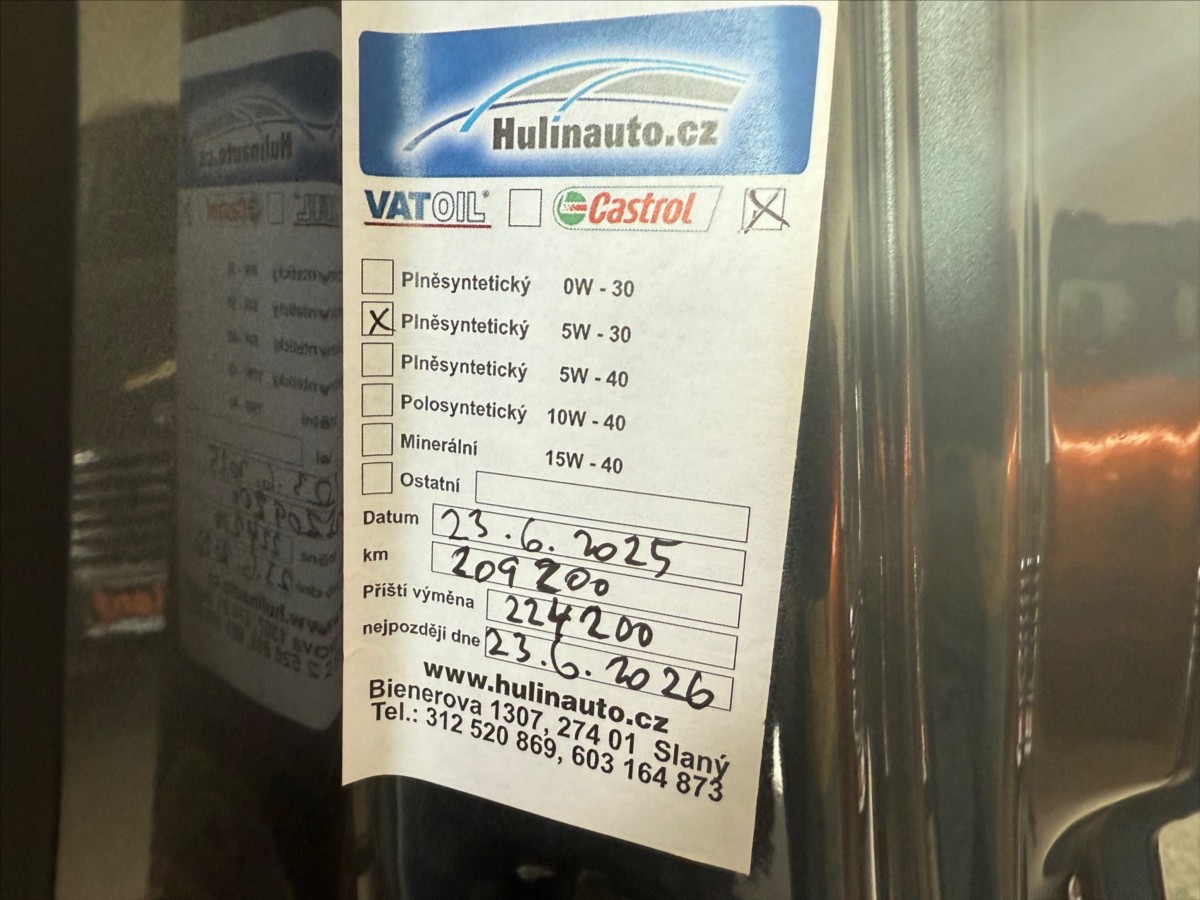 Hulinauto.cz
VATOIL® Castrol X
Plněsyntetický 0W - 30
X Plněsyntetický 5W - 30
Plněsyntetický 5W - 40
Polosyntetický 10W - 40
Minerální 15W - 40
Ostatní
Datum 23.6.2025
km 209200
Příští výměna 224200
nejpozději dne 23.6.2026
www.hulinauto.cz
Bienerova 1307, 274 01 Slaný
Tel.: 312 520 869, 603 164 873